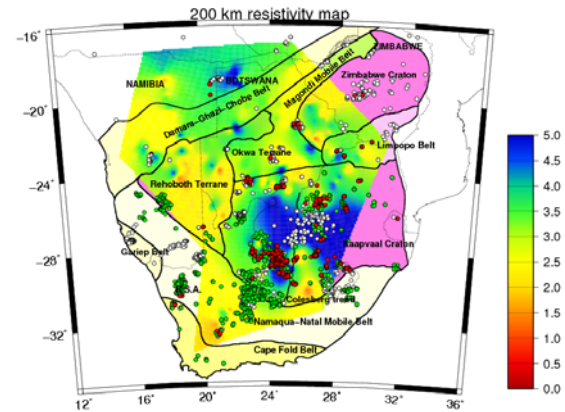 200 km resistivity map
-16°
-20°
-24°
-28°
-32°
12°
16°
20°
24°
28°
32°
36°
ZIMBABWE
Zimbabwe Craton
NAMIBIA
BOTSWANA
Magondi Mobile Belt
Damara-Ghazi-Chobe Belt
Limpopo Belt
Okwa Terrane
Rehoboth Terrane
Gariep Belt
Kaapvaal Craton
S.A.
Colesberg trend
Namaqua-Natal Mobile Belt
Cape Fold Belt
5.0
4.5
4.0
3.5
3.0
2.5
2.0
1.5
1.0
0.5
0.0